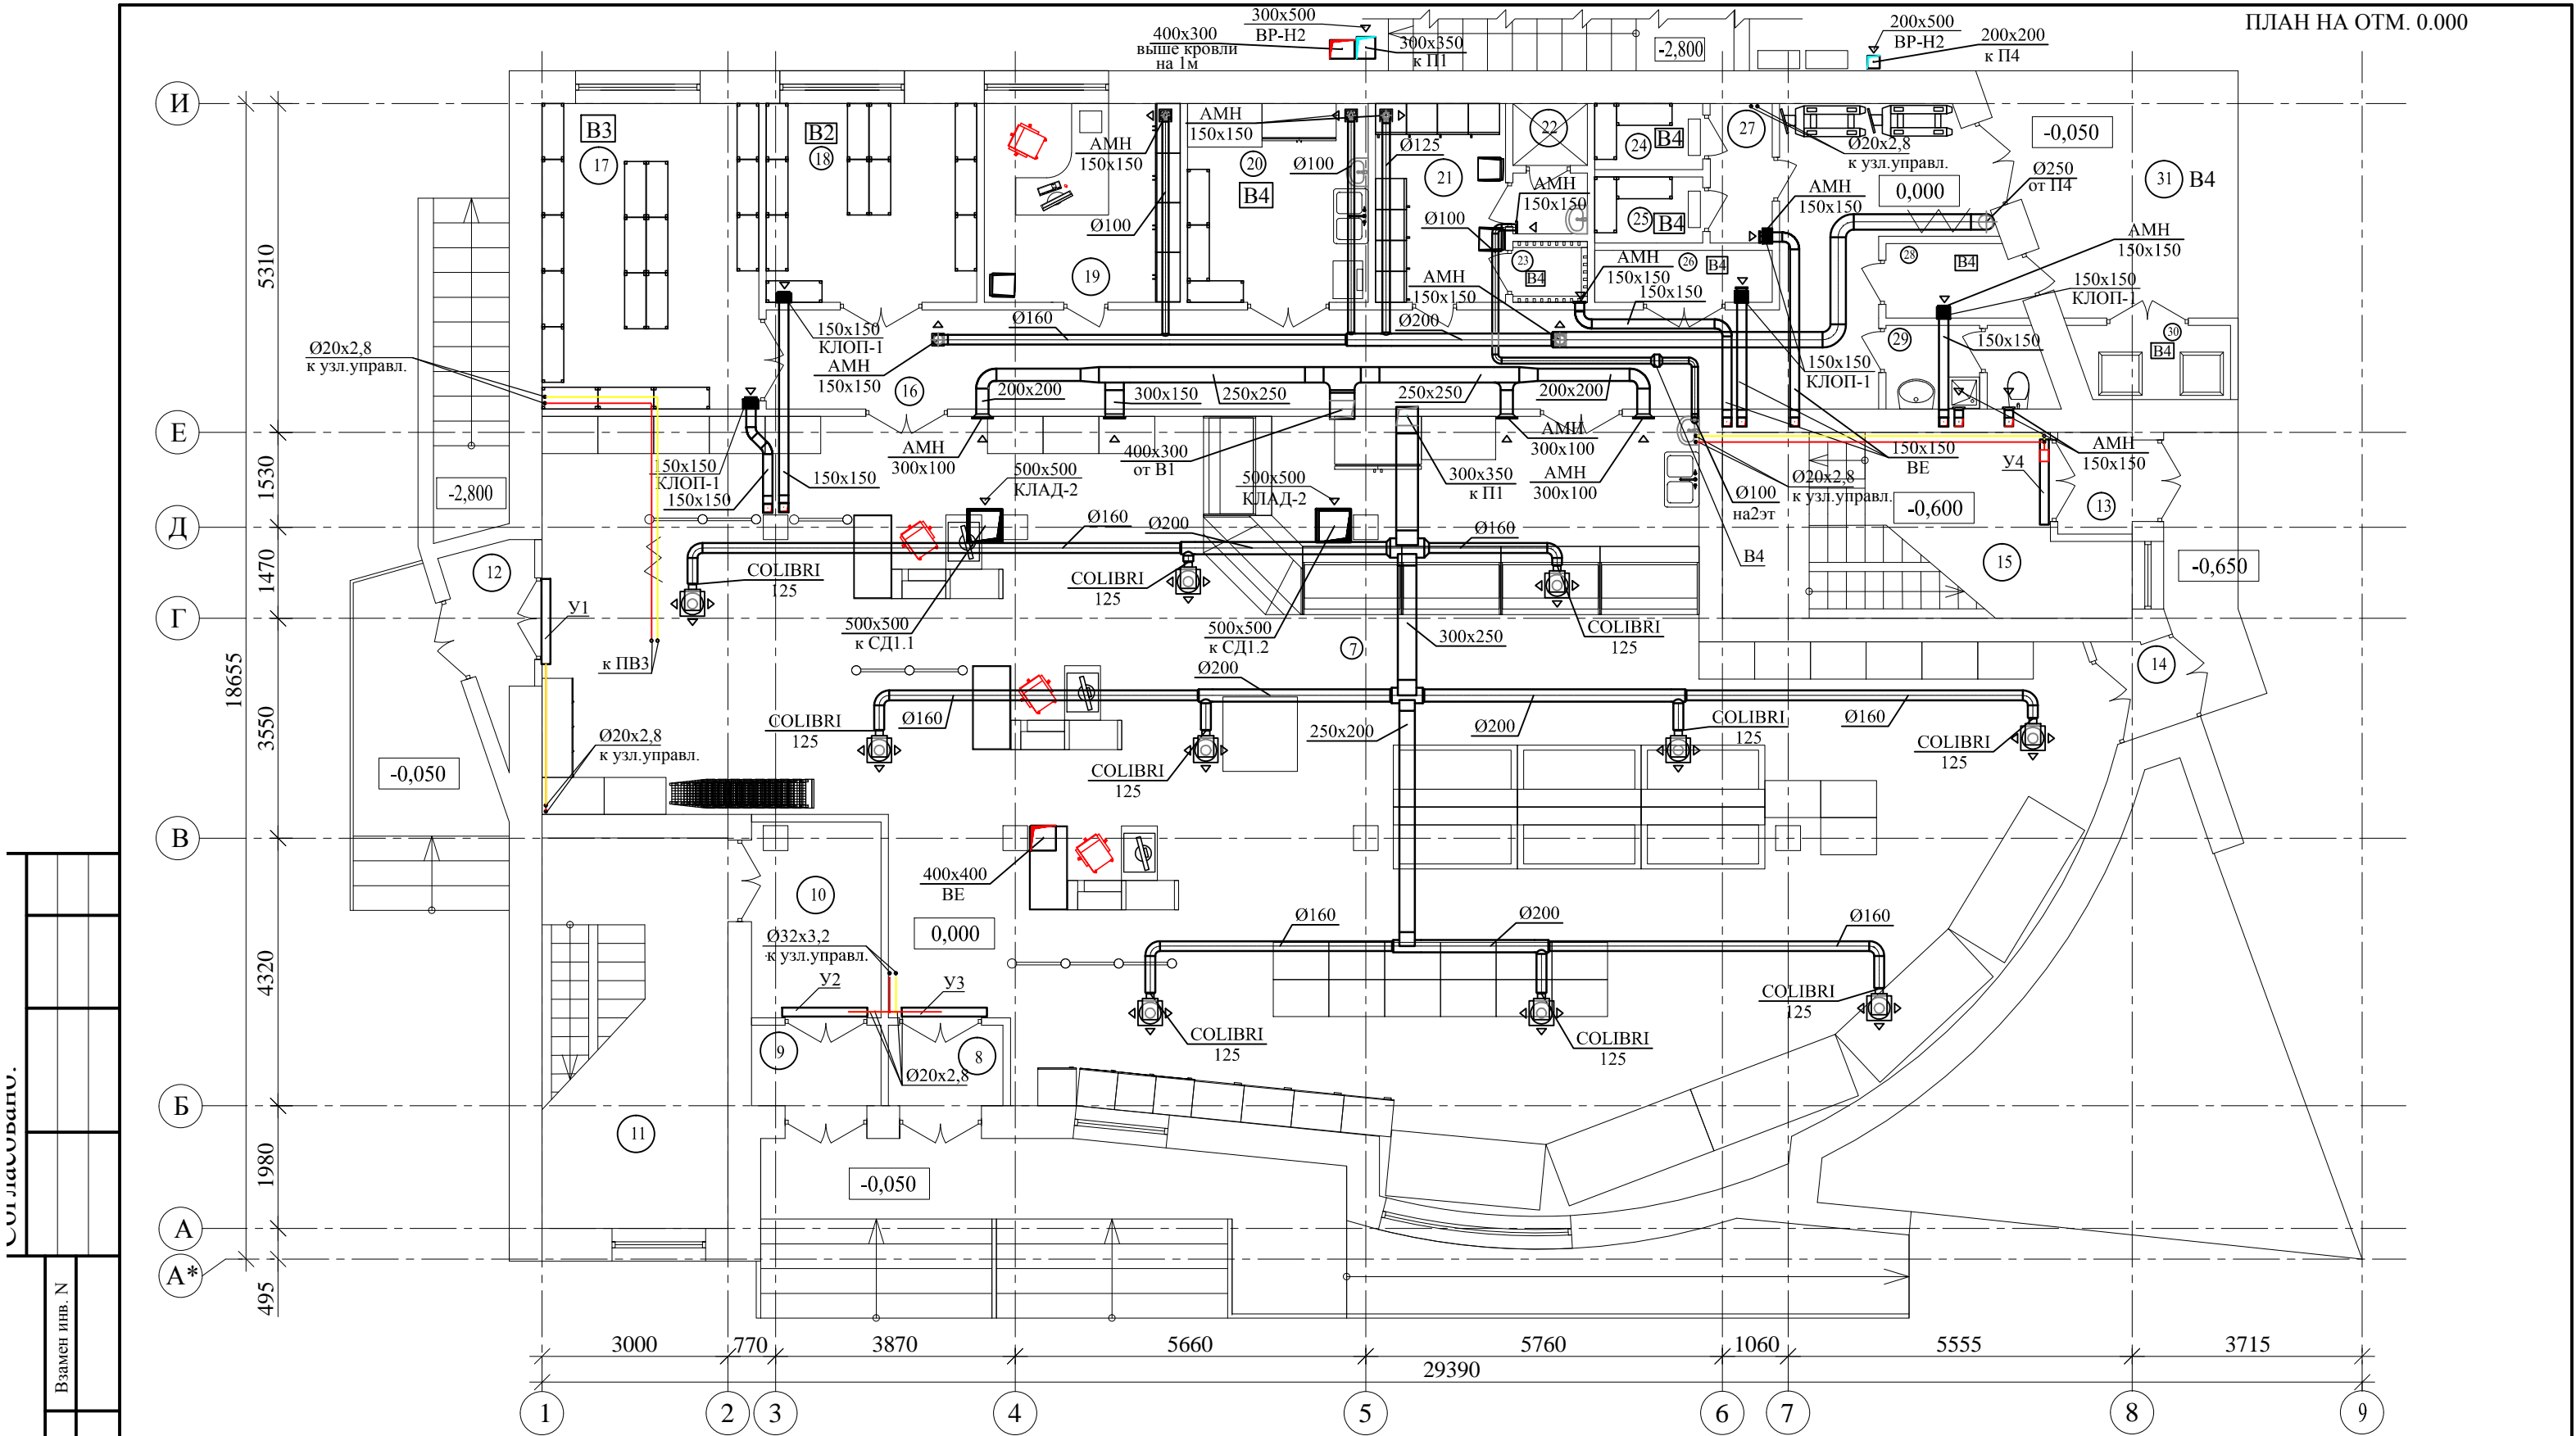 ПЛАН НА ОТМ. 0.000
300x500
ВР-Н2
400x300
выше кровли
на 1м
300x350
к П1
-2,800
200x500
ВР-Н2
200x200
к П4
И
В3
17
В2
18
АМН
150x150
АМН
150x150
20
В4
Ø100
Ø125
21
22
24
В4
27
Ø20x2,8
к узл.управл.
-0,050
31
В4
0,000
Ø250
от П4
АМН
150x150
25
В4
АМН
150x150
Ø100
Ø100
19
АМН
150x150
23
В4
АМН
150x150
26
В4
150x150
28
В4
АМН
150x150
150x150
КЛОП-1
5310
Ø20x2,8
к узл.управл.
150x150
КЛОП-1
АМН
150x150
Ø160
Ø200
16
200x200
300x150
250x250
250x250
200x200
150x150
КЛОП-1
29
150x150
30
В4
Е
АМН
300x100
400x300
от В1
АМН
300x100
АМН
300x100
300x350
к П1
150x150
ВЕ
АМН
150x150
1530
-2,800
150x150
КЛОП-1
150x150
150x150
500x500
КЛАД-2
500x500
КЛАД-2
Ø20x2,8
к узл.управл.
Ø100
на2эт
В4
У4
-0,600
13
Д
Ø160
Ø200
Ø160
1470
12
COLIBRI
125
COLIBRI
125
15
-0,650
Г
У1
500x500
к СД1.1
500x500
к СД1.2
COLIBRI
125
300x250
18655
к ПВ3
7
14
Ø200
3550
COLIBRI
125
Ø160
250x200
Ø200
COLIBRI
125
Ø160
COLIBRI
125
-0,050
Ø20x2,8
к узл.управл.
COLIBRI
125
В
10
400x400
ВЕ
0,000
Ø160
Ø200
Ø160
Ø32x3,2
к узл.управл.
4320
У2
У3
COLIBRI
125
COLIBRI
125
COLIBRI
125
9
8
Ø20x2,8
Б
11
1980
-0,050
А
А*
495
Согласовано:
Взамен инв. N
3000
770
3870
5660
5760
1060
5555
3715
29390
1
2
3
4
5
6
7
8
9